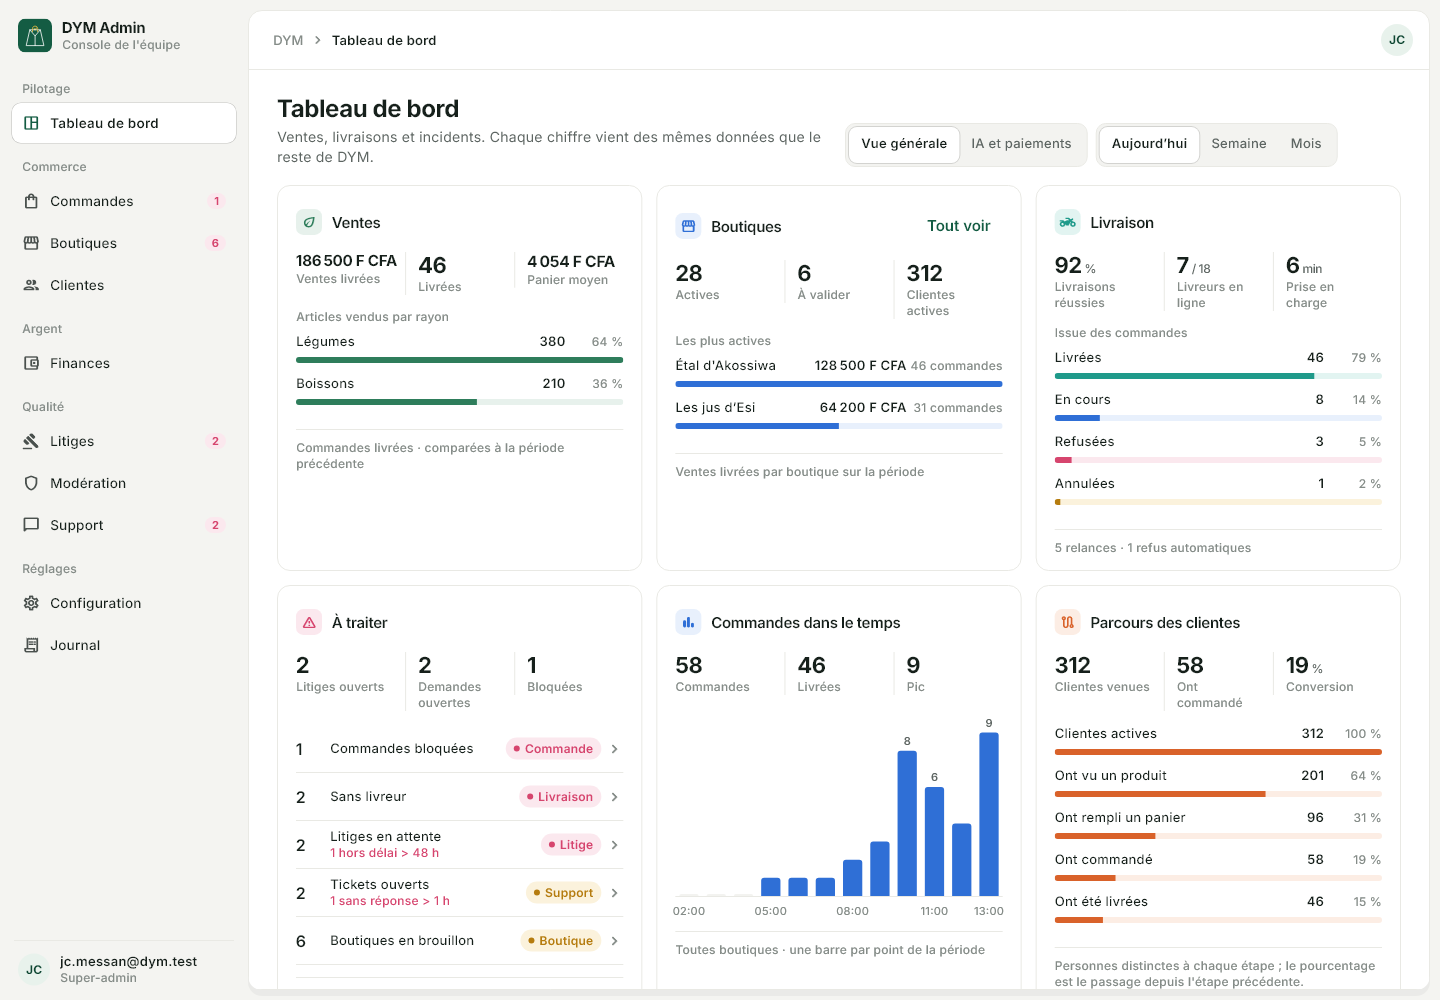 DYM Admin
Console de l'équipe
Pilotage
Tableau de bord
Commerce
Commandes 1
Boutiques 6
Clientes
Argent
Finances
Qualité
Litiges 2
Modération
Support 2
Réglages
Configuration
Journal
JC
jc.messan@dym.test
Super-admin
DYM > Tableau de bord
JC
Tableau de bord
Ventes, livraisons et incidents. Chaque chiffre vient des mêmes données que le
reste de DYM.
Vue générale IA et paiements
Aujourd’hui Semaine Mois
Ventes
186 500 F CFA 46 4 054 F CFA
Ventes livrées Livrées Panier moyen
Articles vendus par rayon
Légumes 380 64 %
Boissons 210 36 %
Commandes livrées · comparées à la période
précédente
Boutiques Tout voir
28 6 312
Actives À valider Clientes
actives
Les plus actives
Étal d'Akossiwa 128 500 F CFA 46 commandes
Les jus d’Esi 64 200 F CFA 31 commandes
Ventes livrées par boutique sur la période
Livraison
92 % 7 / 18 6 min
Livraisons Livreurs en Prise en
réussies ligne charge
Issue des commandes
Livrées 46 79 %
En cours 8 14 %
Refusées 3 5 %
Annulées 1 2 %
5 relances · 1 refus automatiques
À traiter
2 2 1
Litiges ouverts Demandes Bloquées
ouvertes
1 Commandes bloquées Commande
2 Sans livreur Livraison
2 Litiges en attente Litige
1 hors délai > 48 h
2 Tickets ouverts Support
1 sans réponse > 1 h
6 Boutiques en brouillon Boutique
Commandes dans le temps
58 46 9
Commandes Livrées Pic
9
8
6
02:00 05:00 08:00 11:00 13:00
Toutes boutiques · une barre par point de la période
Parcours des clientes
312 58 19 %
Clientes venues Ont Conversion
commandé
Clientes actives 312 100 %
Ont vu un produit 201 64 %
Ont rempli un panier 96 31 %
Ont commandé 58 19 %
Ont été livrées 46 15 %
Personnes distinctes à chaque étape ; le pourcentage
est le passage depuis l'étape précédente.